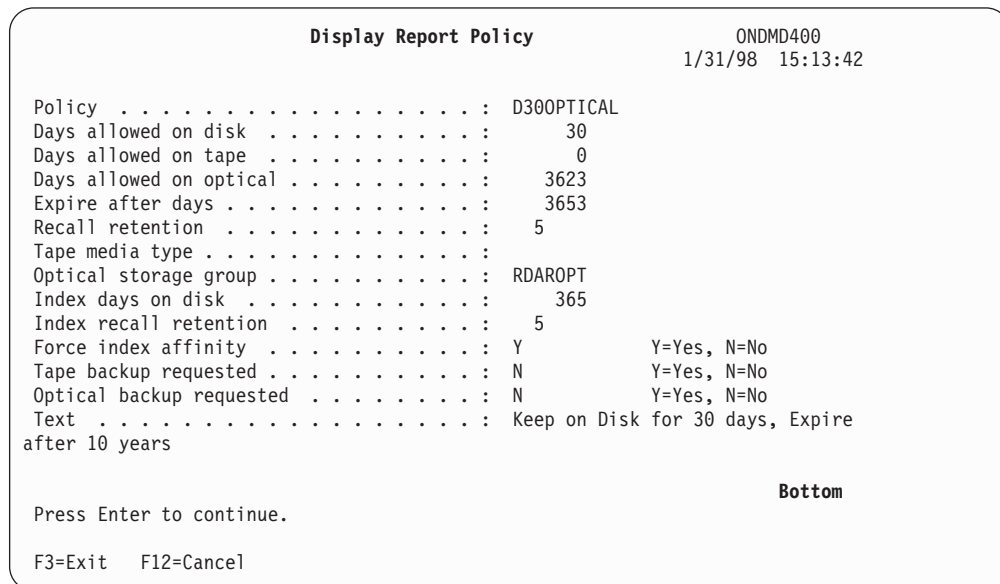 Display Report Policy ONDMD400
1/31/98 15:13:42
Policy . . . . . . . . . . . . . . . . . : D30OPTICAL
Days allowed on disk . . . . . . . . . . : 30
Days allowed on tape . . . . . . . . . . : 0
Days allowed on optical . . . . . . . . . : 3623
Expire after days . . . . . . . . . . . . : 3653
Recall retention . . . . . . . . . . . . : 5
Tape media type . . . . . . . . . . . . . :
Optical storage group . . . . . . . . . . : RDAROPT
Index days on disk . . . . . . . . . . . : 365
Index recall retention . . . . . . . . . : 5
Force index affinity . . . . . . . . . . : Y Y=Yes, N=No
Tape backup requested . . . . . . . . . . : N Y=Yes, N=No
Optical backup requested . . . . . . . . : N Y=Yes, N=No
Text . . . . . . . . . . . . . . . . . . : Keep on Disk for 30 days, Expire
after 10 years
Bottom
Press Enter to continue.
F3=Exit F12=Cancel